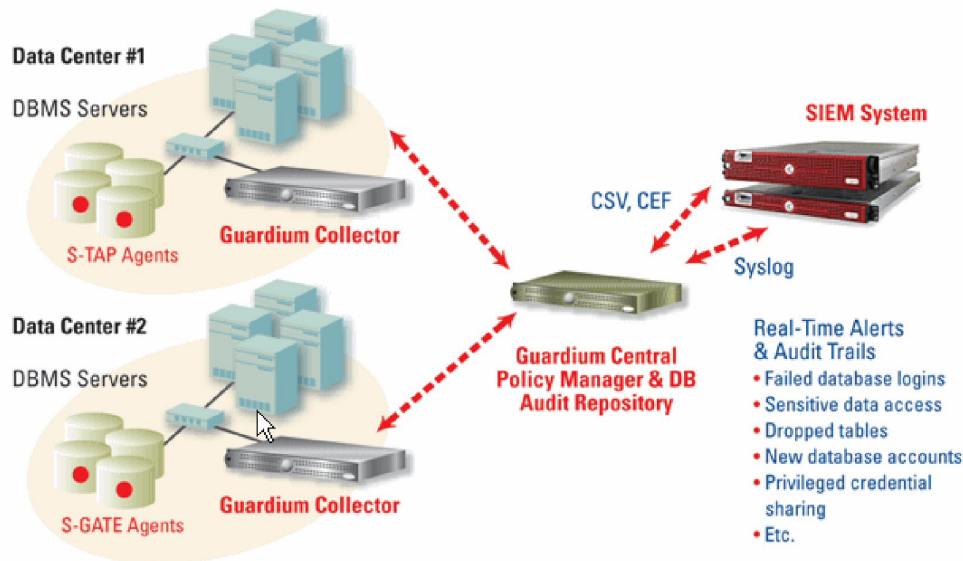 Data Center #1
DBMS Servers
S-TAP Agents
Guardium Collector
Data Center #2
DBMS Servers
S-GATE Agents
Guardium Collector
Guardium Central
Policy Manager & DB
Audit Repository
SIEM System
CSV, CEF
Syslog
Real-Time Alerts
& Audit Trails
• Failed database logins
• Sensitive data access
• Dropped tables
• New database accounts
• Privileged credential
sharing
• Etc.